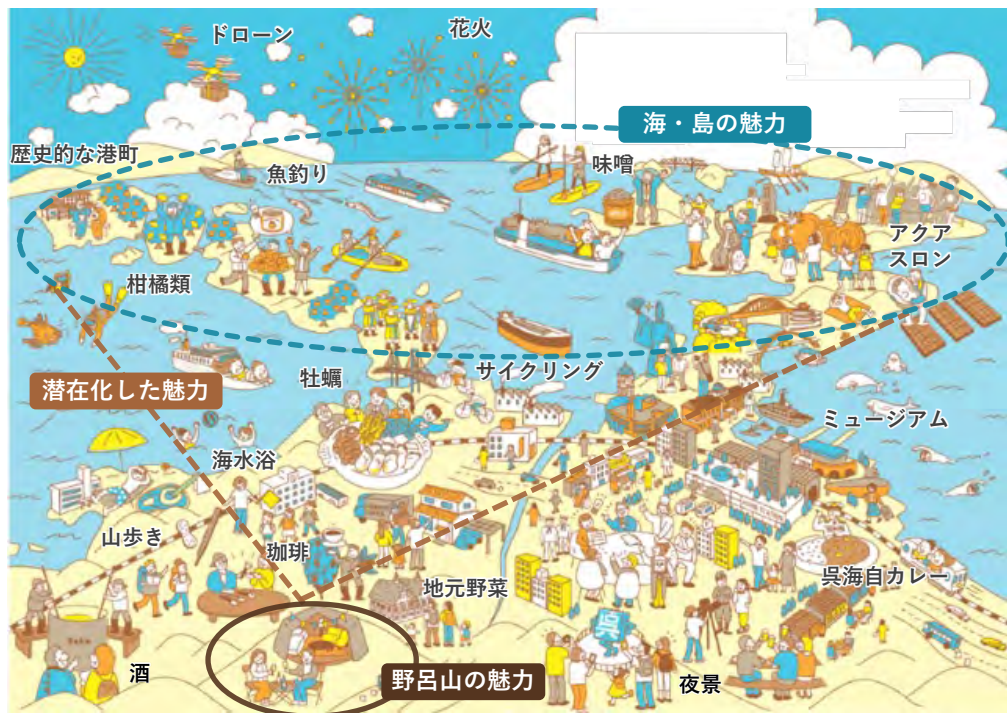 ドローン
花火
海・島の魅力
歴史的な港町
魚釣り
味噌
アクア
スロン
柑橘類
潜在化した魅力
牡蠣
サイクリング
ミュージアム
海水浴
山歩き
珈琲
地元野菜
呉海自カレー
呉
酒
野呂山の魅力
夜景